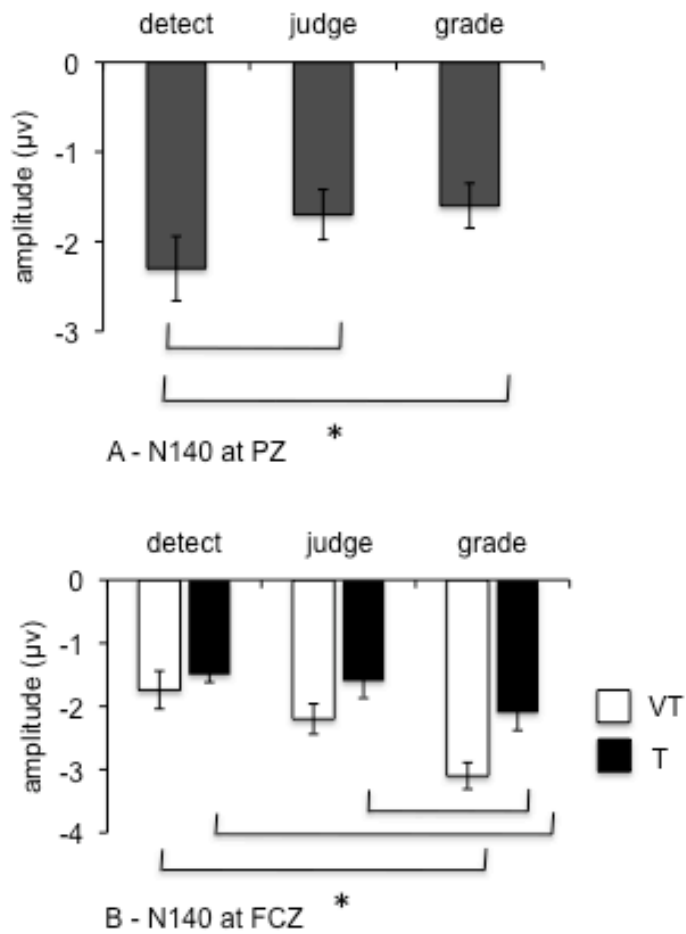 detect judge grade
0
-1
-2
-3
amplitude (μv)
*
A - N140 at PZ
detect judge grade
0
-1
-2
-3
-4
amplitude (μv)
VT
T
*
B - N140 at FCZ